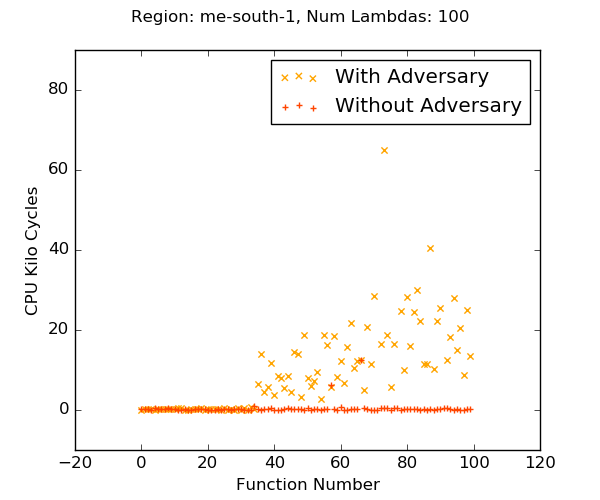 Region: me-south-1, Num Lambdas: 100
With Adversary
Without Adversary
CPU Kilo Cycles
80
60
40
20
0
−20 0 20 40 60 80 100 120
Function Number